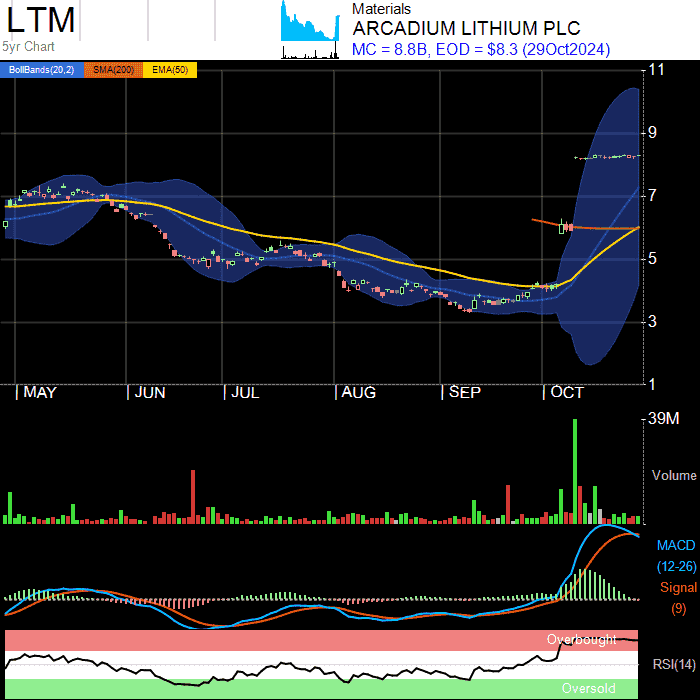 LTM
5yr Chart
Materials
ARCADIUM LITHIUM PLC
MC = 8.8B, EOD = $8.3 (29Oct2024)
BollBands(20,2) SMA(200) EMA(50)
11
9
7
5
3
1
MAY JUN JUL AUG SEP OCT
39M
Volume
MACD
(12-26)
Signal
(9)
Overbought
RSI(14)
Oversold